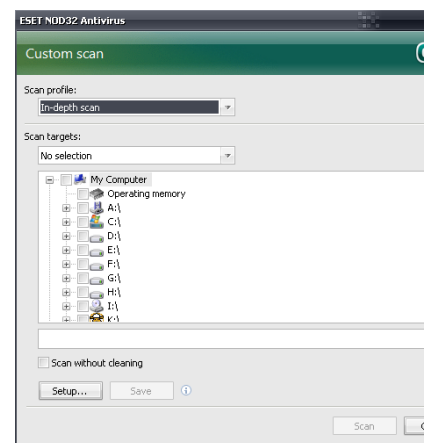 ESET NOD32 Antivirus
Custom scan
Scan profile:
In-depth scan
Scan targets:
No selection
My Computer
Operating memory
A:\
C:\
D:\
E:\
F:\
G:\
H:\
I:\
K:\
Scan without cleaning
Setup...
Save
Scan